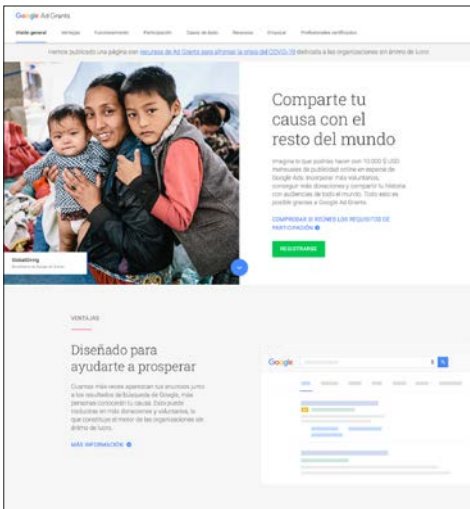 Google Ad Grants
Visión general Ventajas Funcionamiento Participación Casos de éxito Recursos Empezar Profesionales certificados
Hemos publicado una página con recursos de Ad Grants para afrontar la crisis del COVID-19 dedicada a las organizaciones sin ánimo de lucro.
Comparte tu
causa con el
resto del mundo
Imagina lo que podrías hacer con 10.000 $ USD
mensuales de publicidad online en especie de
Google Ads: incorporar más voluntarios,
conseguir más donaciones y compartir tu historia
con audiencias de todo el mundo. Todo esto es
posible gracias a Google Ad Grants.
COMPROBAR SI REÚNES LOS REQUISITOS DE
PARTICIPACIÓN
REGISTRARSE
GlobalGiving
VENTAJAS
Diseñado para
ayudarte a prosperar
Cuantas más veces aparezcan tus anuncios junto
a los resultados de Búsqueda de Google, más
personas conocerán tu causa. Esto puede
traducirse en más donaciones y voluntarios, lo
que constituye el motor de las organizaciones sin
ánimo de lucro.
MÁS INFORMACIÓN
Google